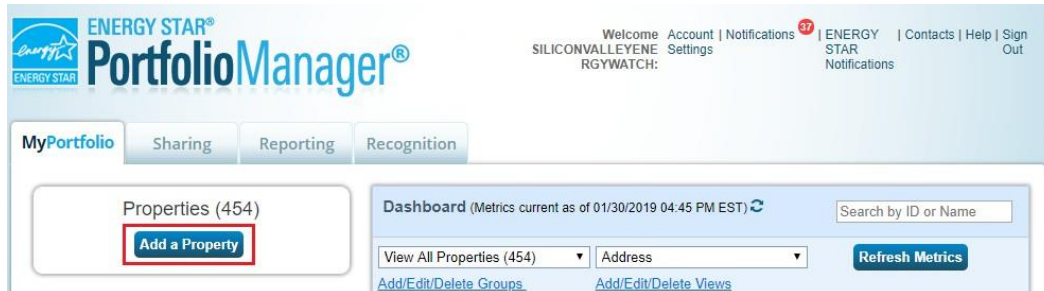 ENERGY STAR®
PortfolioManager®
energy
ENERGY STAR
Welcome
SILICONVALLEYENE
RGYWATCH:
Account | Notifications 37 | ENERGY | Contacts | Help | Sign
Settings STAR Out
Notifications
MyPortfolio Sharing Reporting Recognition
Properties (454)
Add a Property
Dashboard (Metrics current as of 01/30/2019 04:45 PM EST)
Search by ID or Name
View All Properties (454) Address Refresh Metrics
Add/Edit/Delete Groups Add/Edit/Delete Views